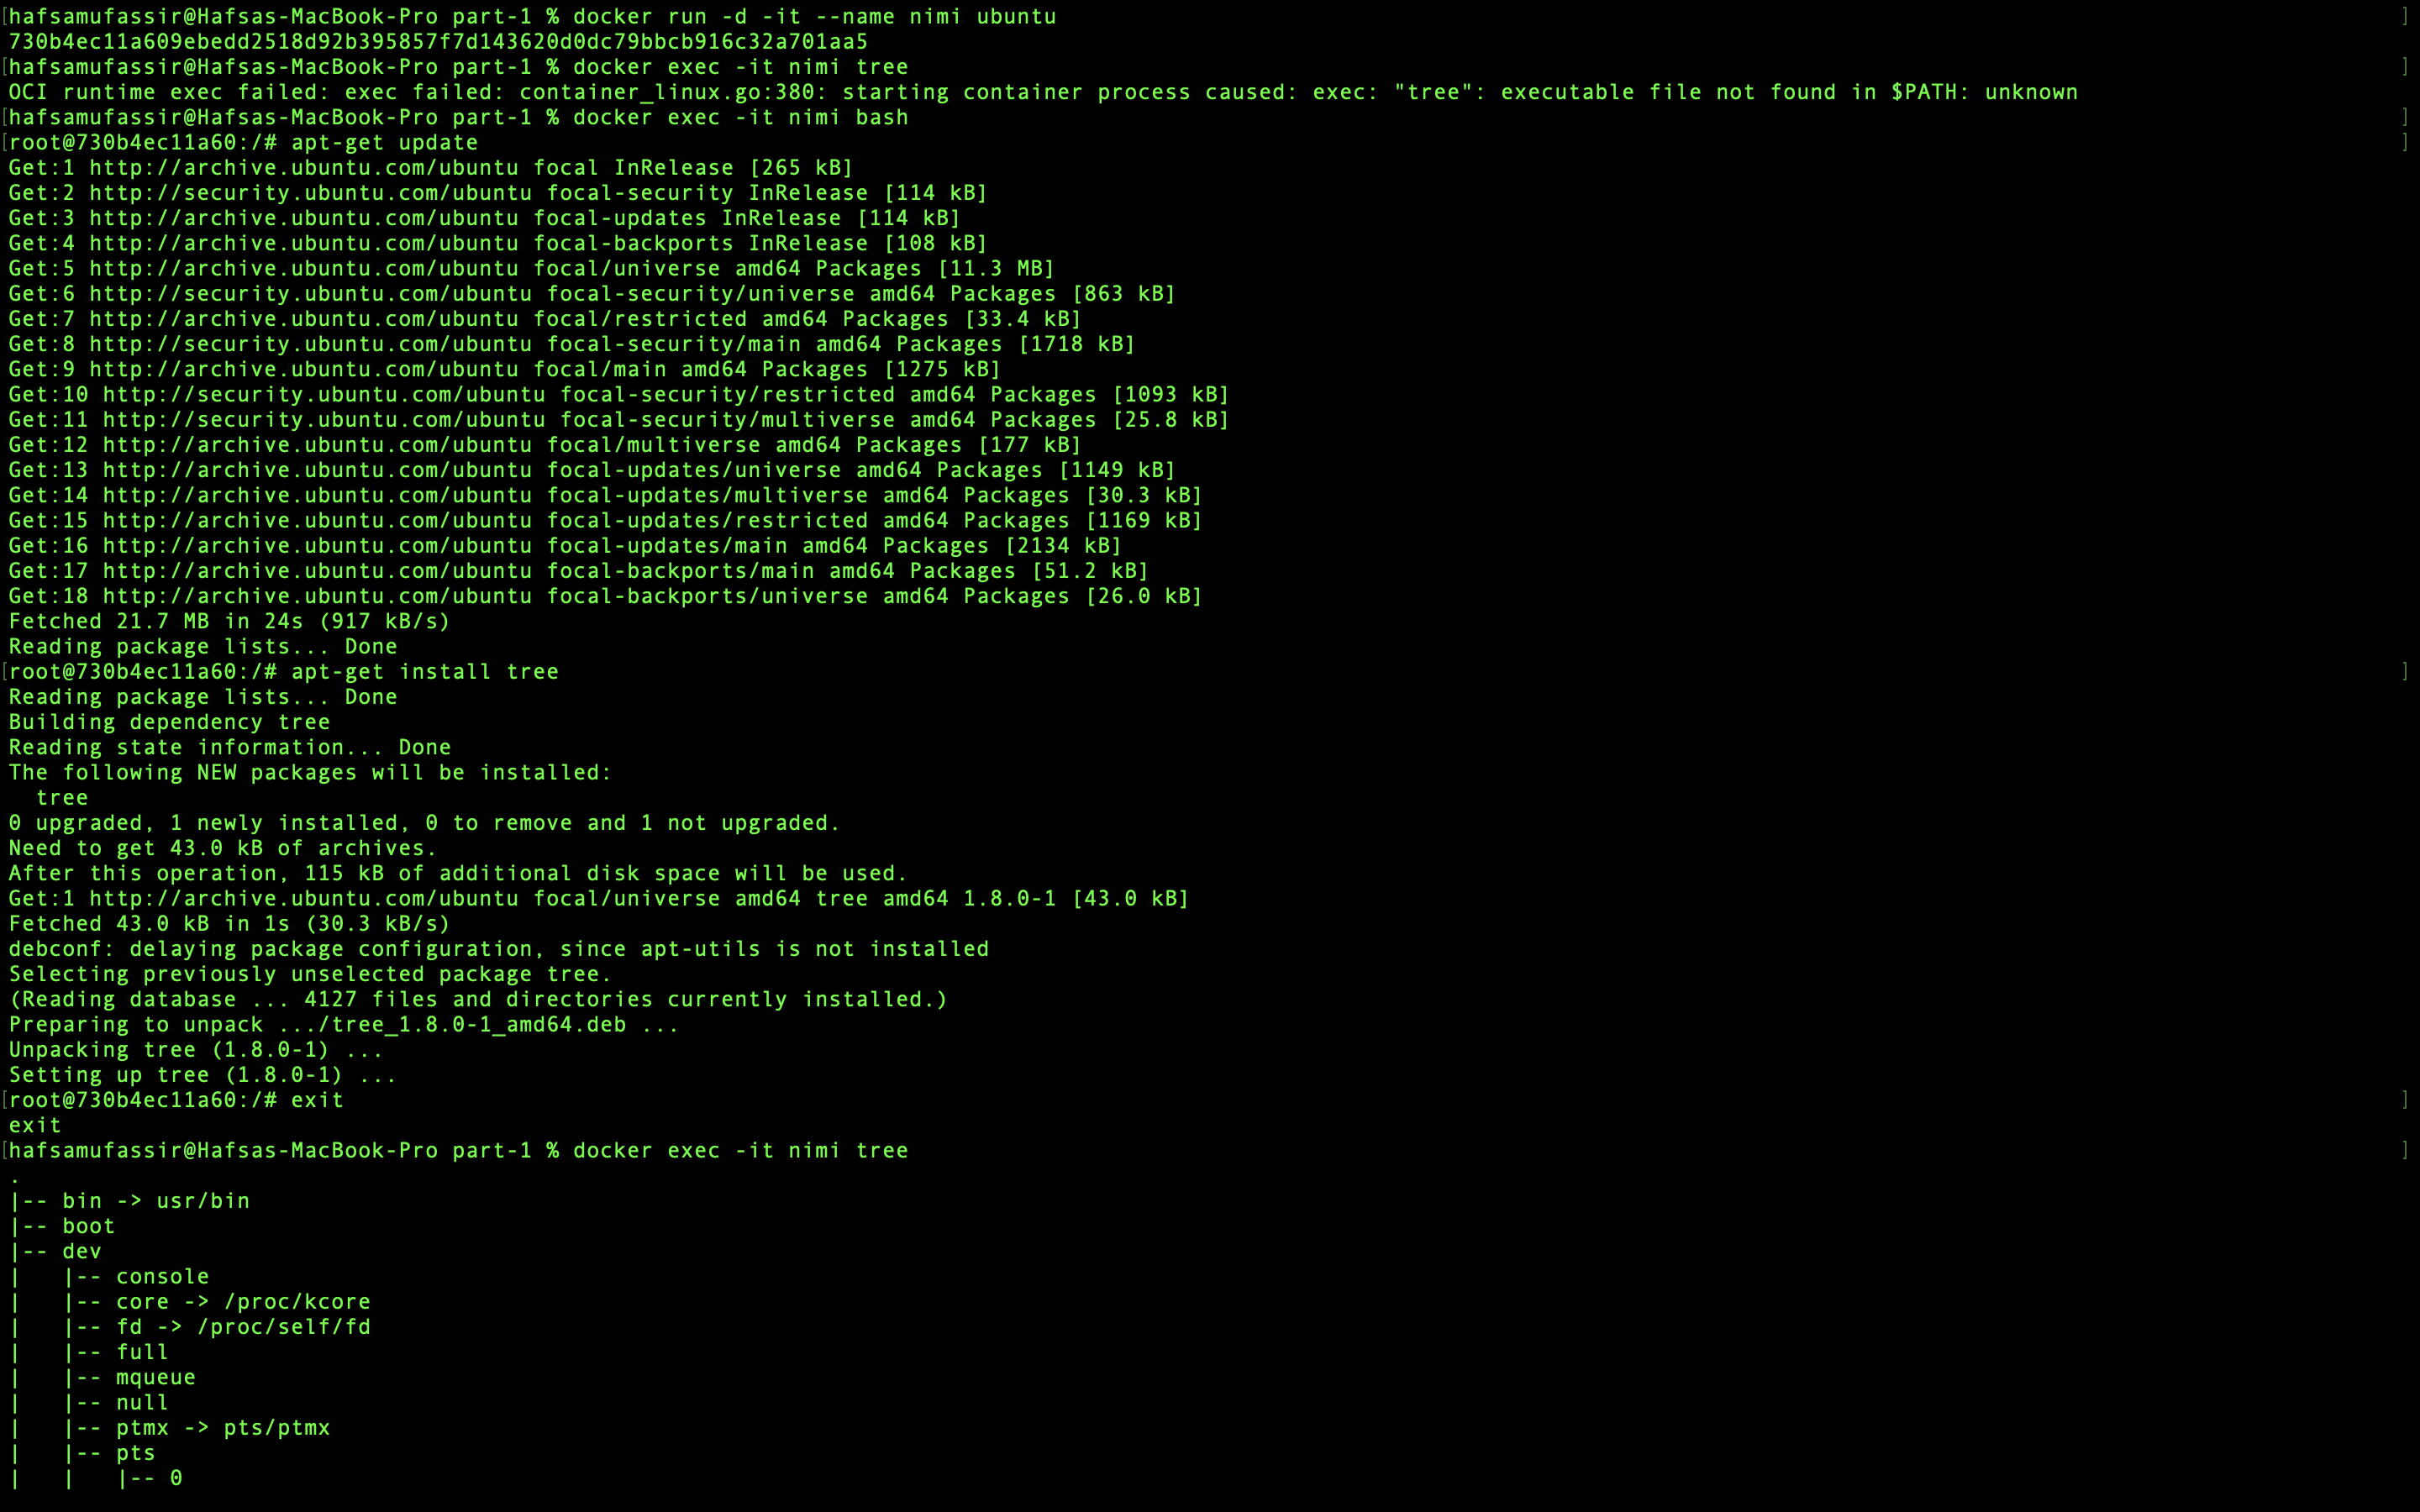 [hafsamufassir@Hafsas-MacBook-Pro part-1 % docker run -d -it --name nimi ubuntu ]
730b4ec11a609ebedd2518d92b395857f7d143620d0dc79bbcb916c32a701aa5
[hafsamufassir@Hafsas-MacBook-Pro part-1 % docker exec -it nimi tree ]
OCI runtime exec failed: exec failed: container_linux.go:380: starting container process caused: exec: "tree": executable file not found in $PATH: unknown
[hafsamufassir@Hafsas-MacBook-Pro part-1 % docker exec -it nimi bash ]
[root@730b4ec11a60:/# apt-get update ]
Get:1 http://archive.ubuntu.com/ubuntu focal InRelease [265 kB]
Get:2 http://security.ubuntu.com/ubuntu focal-security InRelease [114 kB]
Get:3 http://archive.ubuntu.com/ubuntu focal-updates InRelease [114 kB]
Get:4 http://archive.ubuntu.com/ubuntu focal-backports InRelease [108 kB]
Get:5 http://archive.ubuntu.com/ubuntu focal/universe amd64 Packages [11.3 MB]
Get:6 http://security.ubuntu.com/ubuntu focal-security/universe amd64 Packages [863 kB]
Get:7 http://archive.ubuntu.com/ubuntu focal/restricted amd64 Packages [33.4 kB]
Get:8 http://security.ubuntu.com/ubuntu focal-security/main amd64 Packages [1718 kB]
Get:9 http://archive.ubuntu.com/ubuntu focal/main amd64 Packages [1275 kB]
Get:10 http://security.ubuntu.com/ubuntu focal-security/restricted amd64 Packages [1093 kB]
Get:11 http://security.ubuntu.com/ubuntu focal-security/multiverse amd64 Packages [25.8 kB]
Get:12 http://archive.ubuntu.com/ubuntu focal/multiverse amd64 Packages [177 kB]
Get:13 http://archive.ubuntu.com/ubuntu focal-updates/universe amd64 Packages [1149 kB]
Get:14 http://archive.ubuntu.com/ubuntu focal-updates/multiverse amd64 Packages [30.3 kB]
Get:15 http://archive.ubuntu.com/ubuntu focal-updates/restricted amd64 Packages [1169 kB]
Get:16 http://archive.ubuntu.com/ubuntu focal-updates/main amd64 Packages [2134 kB]
Get:17 http://archive.ubuntu.com/ubuntu focal-backports/main amd64 Packages [51.2 kB]
Get:18 http://archive.ubuntu.com/ubuntu focal-backports/universe amd64 Packages [26.0 kB]
Fetched 21.7 MB in 24s (917 kB/s)
Reading package lists... Done
[root@730b4ec11a60:/# apt-get install tree ]
Reading package lists... Done
Building dependency tree
Reading state information... Done
The following NEW packages will be installed:
  tree
0 upgraded, 1 newly installed, 0 to remove and 1 not upgraded.
Need to get 43.0 kB of archives.
After this operation, 115 kB of additional disk space will be used.
Get:1 http://archive.ubuntu.com/ubuntu focal/universe amd64 tree amd64 1.8.0-1 [43.0 kB]
Fetched 43.0 kB in 1s (30.3 kB/s)
debconf: delaying package configuration, since apt-utils is not installed
Selecting previously unselected package tree.
(Reading database ... 4127 files and directories currently installed.)
Preparing to unpack .../tree_1.8.0-1_amd64.deb ...
Unpacking tree (1.8.0-1) ...
Setting up tree (1.8.0-1) ...
[root@730b4ec11a60:/# exit ]
exit
[hafsamufassir@Hafsas-MacBook-Pro part-1 % docker exec -it nimi tree ]
.
|-- bin -> usr/bin
|-- boot
|-- dev
|   |-- console
|   |-- core -> /proc/kcore
|   |-- fd -> /proc/self/fd
|   |-- full
|   |-- mqueue
|   |-- null
|   |-- ptmx -> pts/ptmx
|   |-- pts
|   |   |-- 0